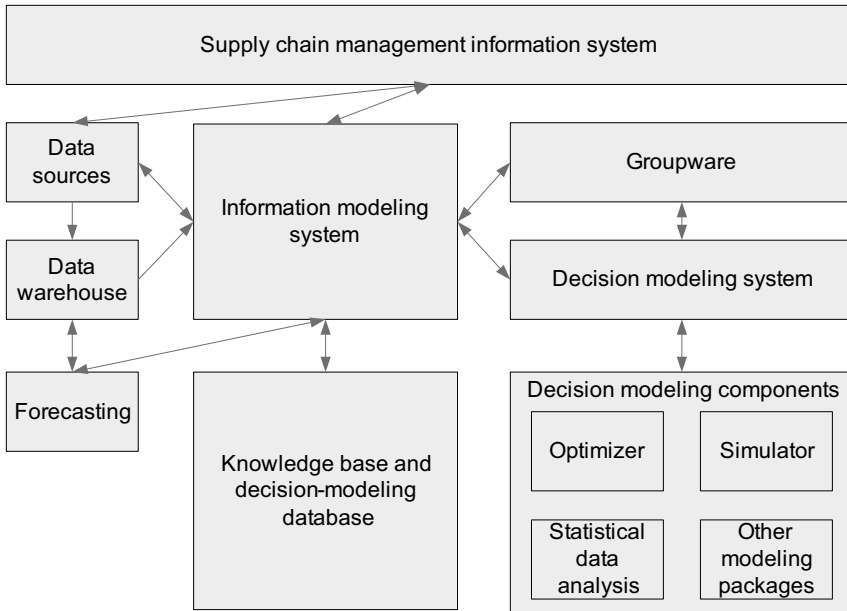 Supply chain management information system
Data
sources
Information modeling
system
Groupware
Data
warehouse
Decision modeling system
Forecasting
Knowledge base and
decision-modeling
database
Decision modeling components
Optimizer
Simulator
Statistical
data
analysis
Other
modeling
packages